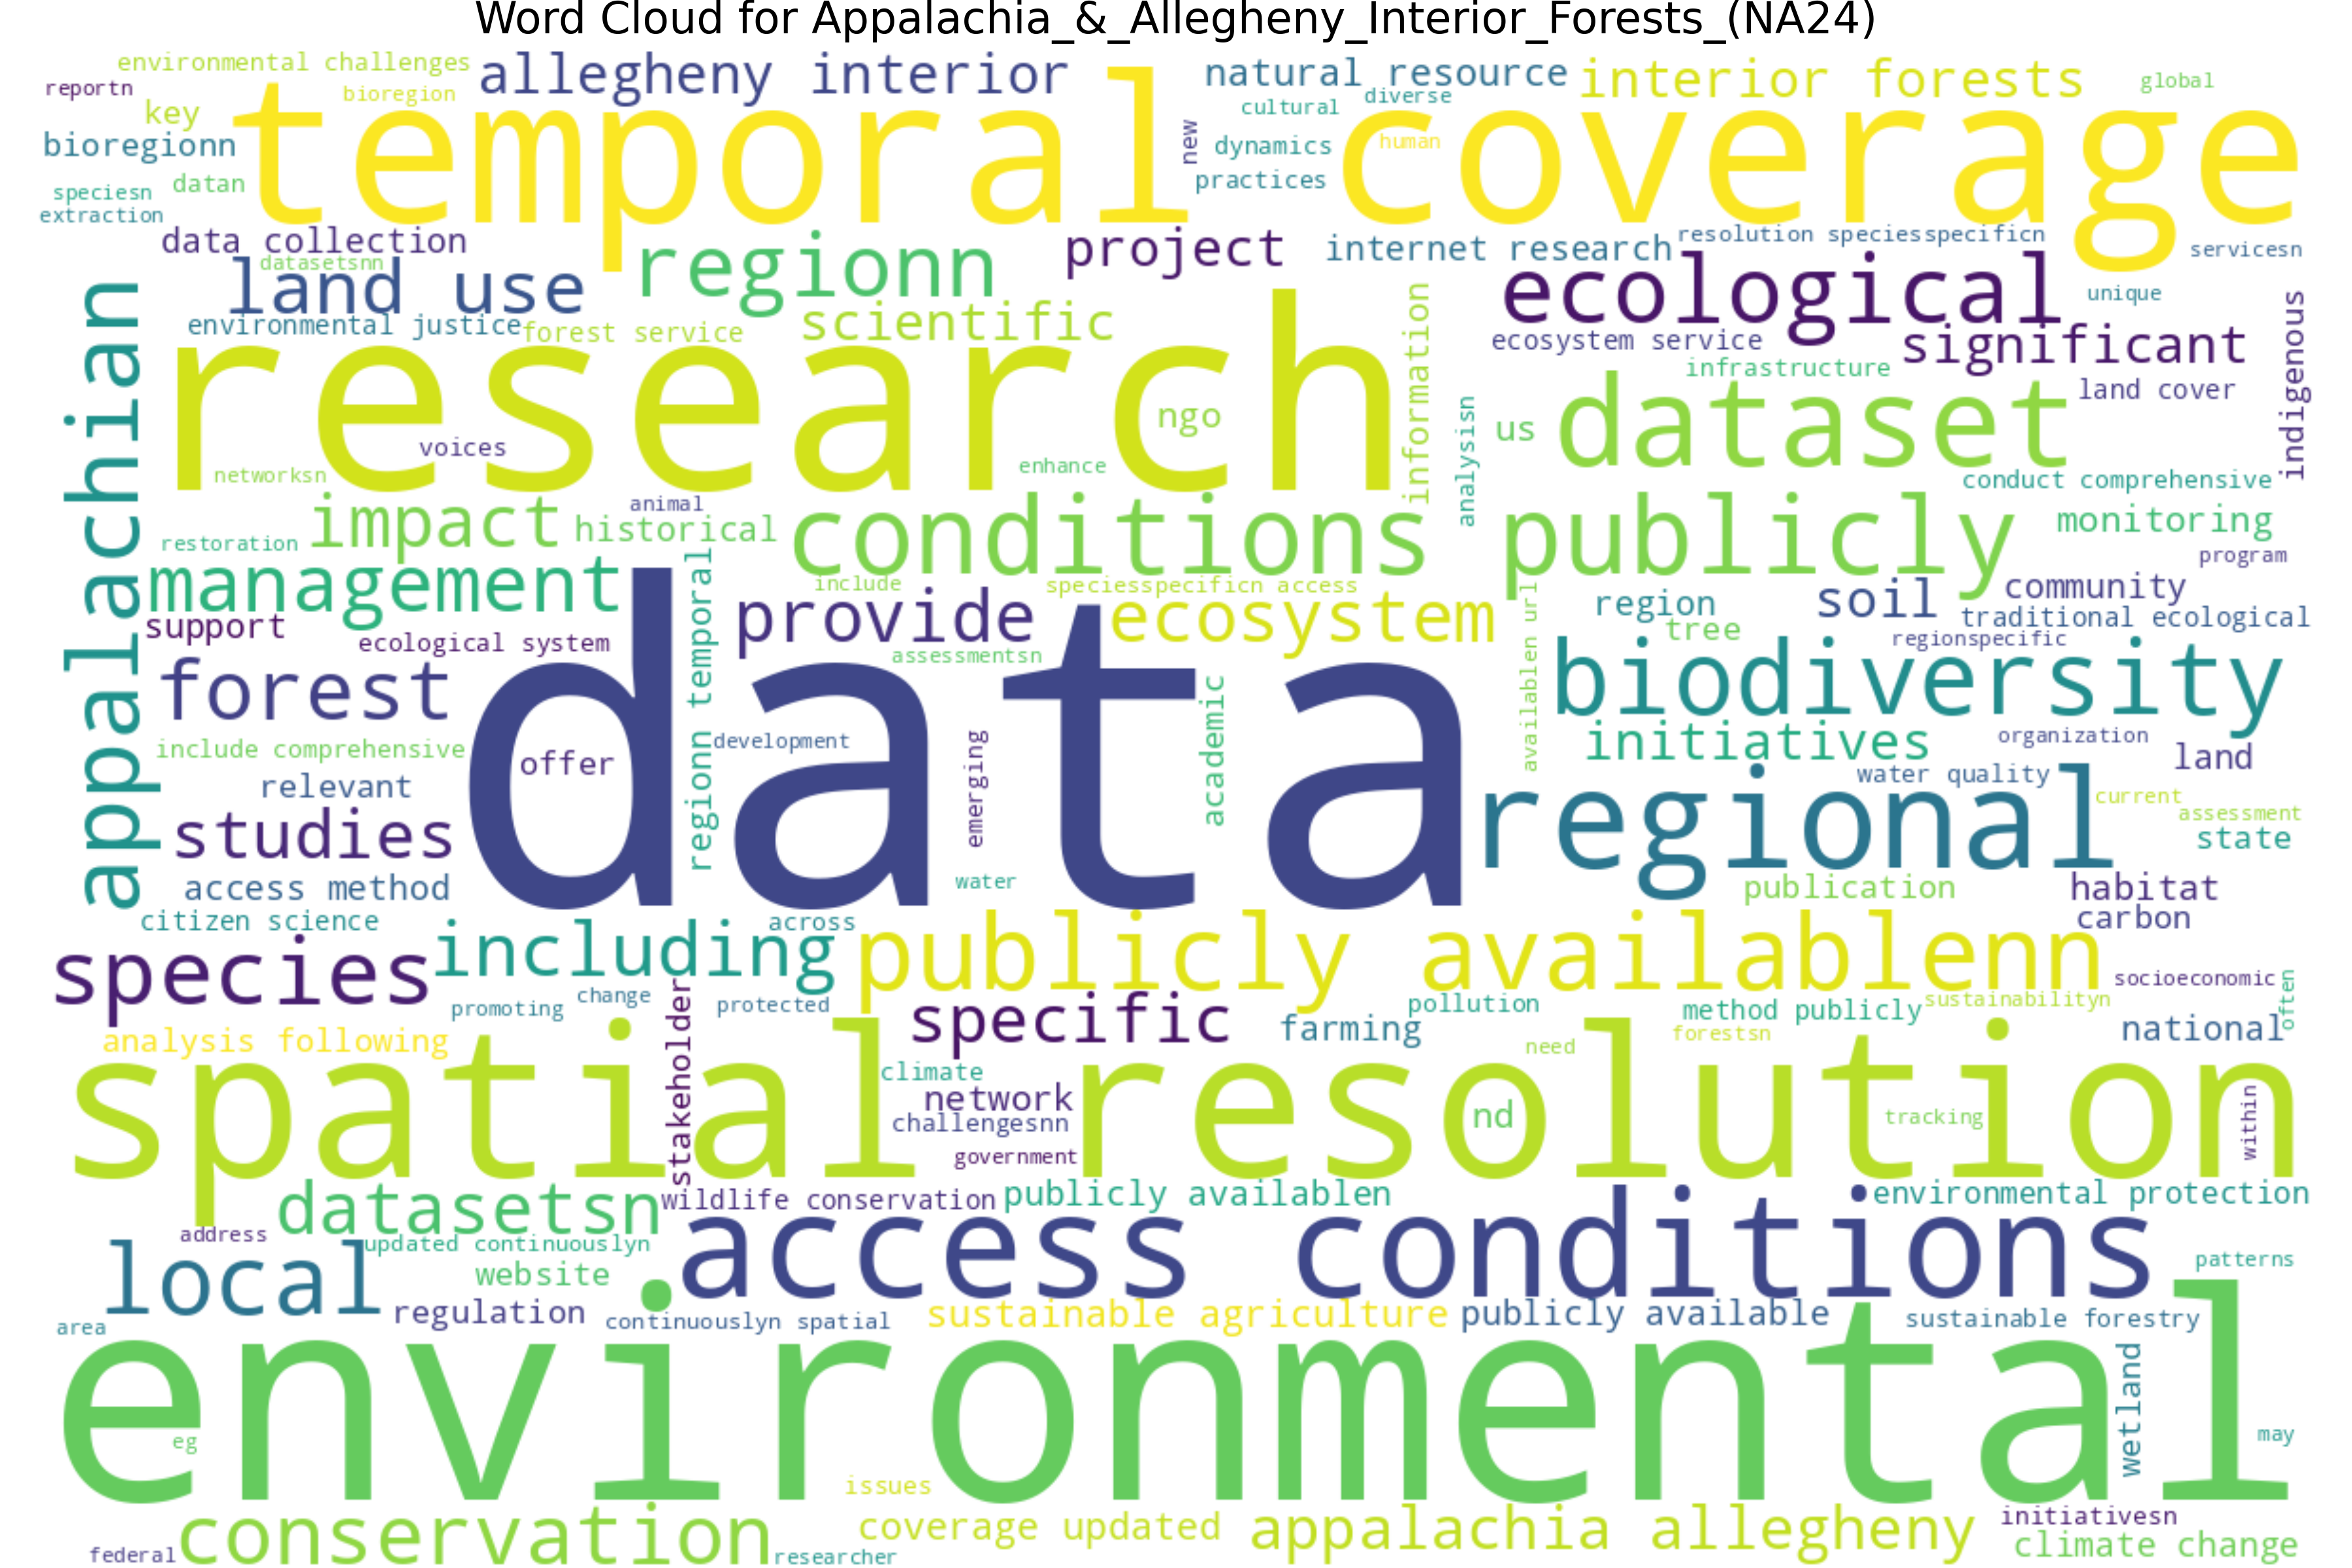 Word Cloud for Appalachia_&_Allegheny_Interior_Forests_(NA24)
environmental challenges
allegheny interior
natural resource
interior forests
global
reportn
bioregion
cultural
diverse
key
temporal coverage
new
dynamics
human
bioregionn
practices
speciesn
datan
extraction
data collection
regionn
project
internet research
resolution speciesspecificn
servicesn
datasetsnn
land use
ecological
unique
indigenous
environmental justice
forest service
scientific
information
ecosystem service
significant
appalachian
research
ngo
infrastructure
dataset
land cover
voices
us
analysisn
networksn
enhance
conduct comprehensive
impact
animal
historical
conditions
publicly
monitoring
restoration
program
management
regionn temporal
include
speciesspecificn access
availablen url
community
support
provide
ecosystem
region
soil
traditional ecological
tree
ecological system
assessmentsn
regionspecific
forest
data
academic
biodiversity
include comprehensive
offer
development
emerging
initiatives
organization
land
relevant
water quality
studies
regional
current
assessment
state
access method
water
publication
habitat
citizen science
across
carbon
species
including
publicly availablenn
socioeconomic
often
promoting
change
protected
stakeholder
specific
pollution
method publicly
sustainabilityn
analysis following
farming
forestsn
national
need
spatial resolution
climate
network
nd
tracking
within
challengesnn
government
datasetsn
wildlife conservation
publicly availablen
environmental protection
address
access conditions
updated continuouslyn
local
website
patterns
regulation
continuouslyn spatial
sustainable agriculture
publicly available
sustainable forestry
area
environmental
wetland
eg
may
issues
conservation
coverage updated
appalachia allegheny
initiativesn
federal
researcher
climate change